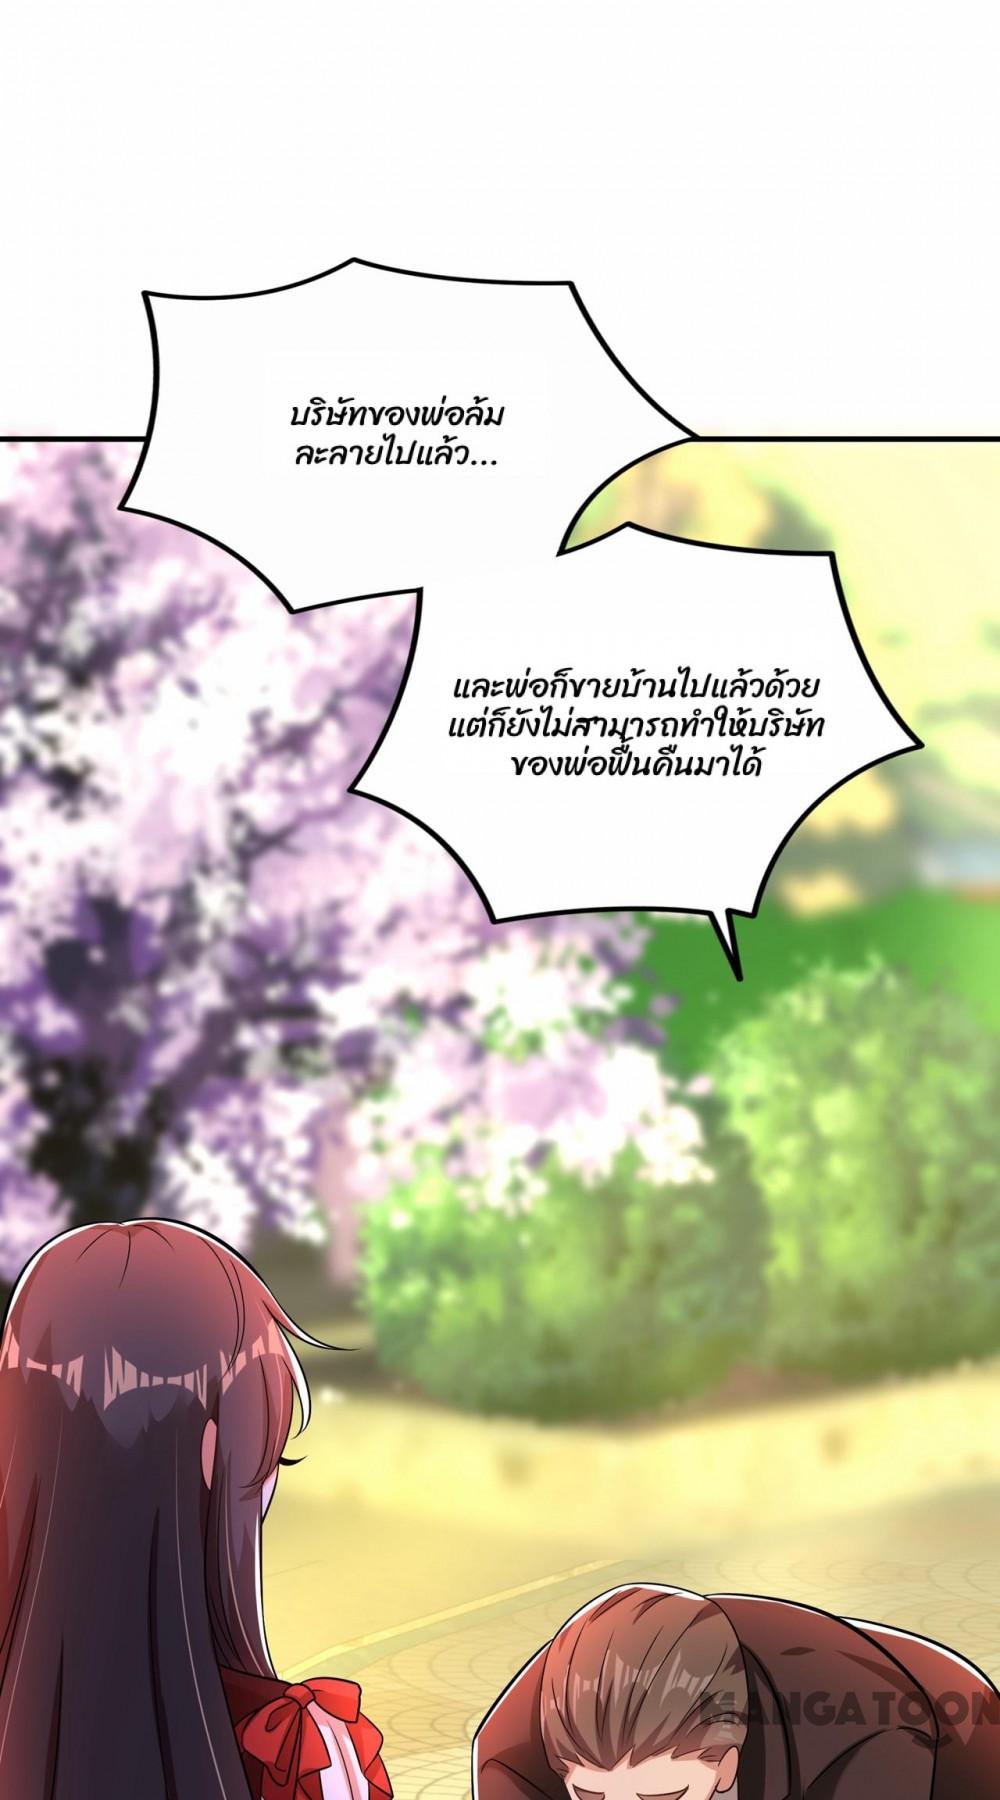 บริษัทของพ่อล้ม
ละลายไปแล้ว...
และพ่อก็ขายบ้านไปแล้วด้วย
แต่ก็ยังไม่สามารถทำให้บริษัท
ของพ่อฟื้นคืนมาได้
MANGATOON